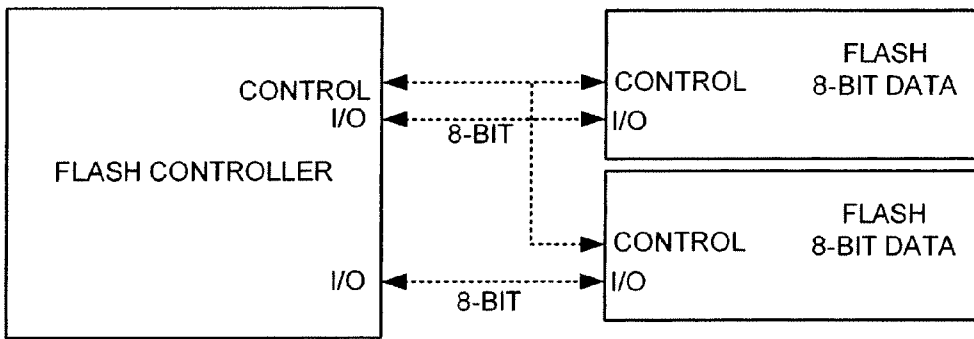 CONTROL
I/O
FLASH CONTROLLER
I/O
8-BIT
8-BIT
FLASH
8-BIT DATA
CONTROL
I/O
FLASH
8-BIT DATA
CONTROL
I/O